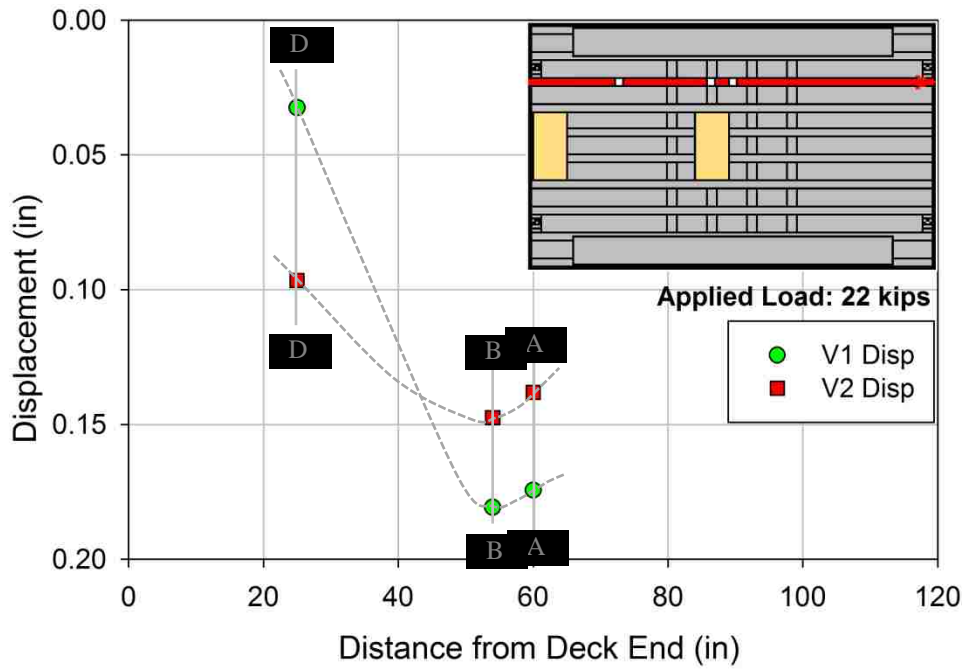 0.00
0.05
0.10
0.15
0.20
Displacement (in)
D
D
B
A
B
A
Applied Load: 22 kips
V1 Disp
V2 Disp
0
20
40
60
80
100
120
Distance from Deck End (in)